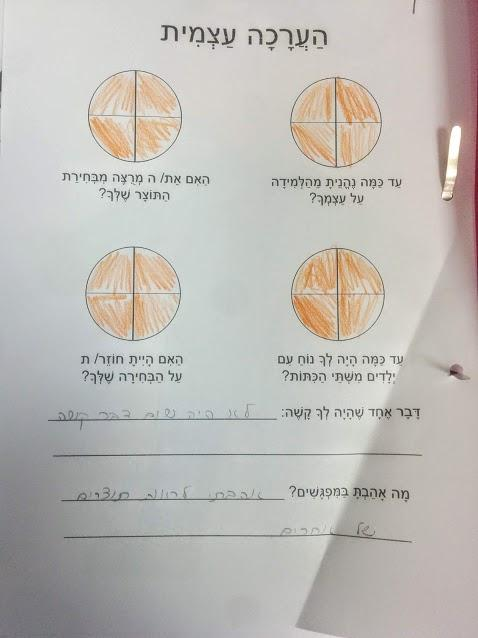 הַעֲרָכָה עַצְמִית
עַד כַּמָּה נֶהֱנֵיתָ מֵהַלְּמִידָה
עַל עַצְמְךָ?
הַאִם אַתְּ/ ה מְרֻצֶּה מִבְּחִירַת
הַתּוֹצָר שֶׁלְּךָ?
עַד כַּמָּה הָיָה לְךָ נוֹחַ עִם
יְלָדִים מִשְּׁתֵּי הַכִּתּוֹת?
הַאִם הָיִיתָ חוֹזֵר/ ת
עַל הַבְּחִירָה שֶׁלְּךָ?
דָּבָר אֶחָד שֶׁהָיָה לְךָ קָשֶׁה: לא היה שום דבר קשה
מָה אָהַבְתָּ בַּמִּפְגָּשִׁים? אהבתי לראות תוצרים
של אחרים